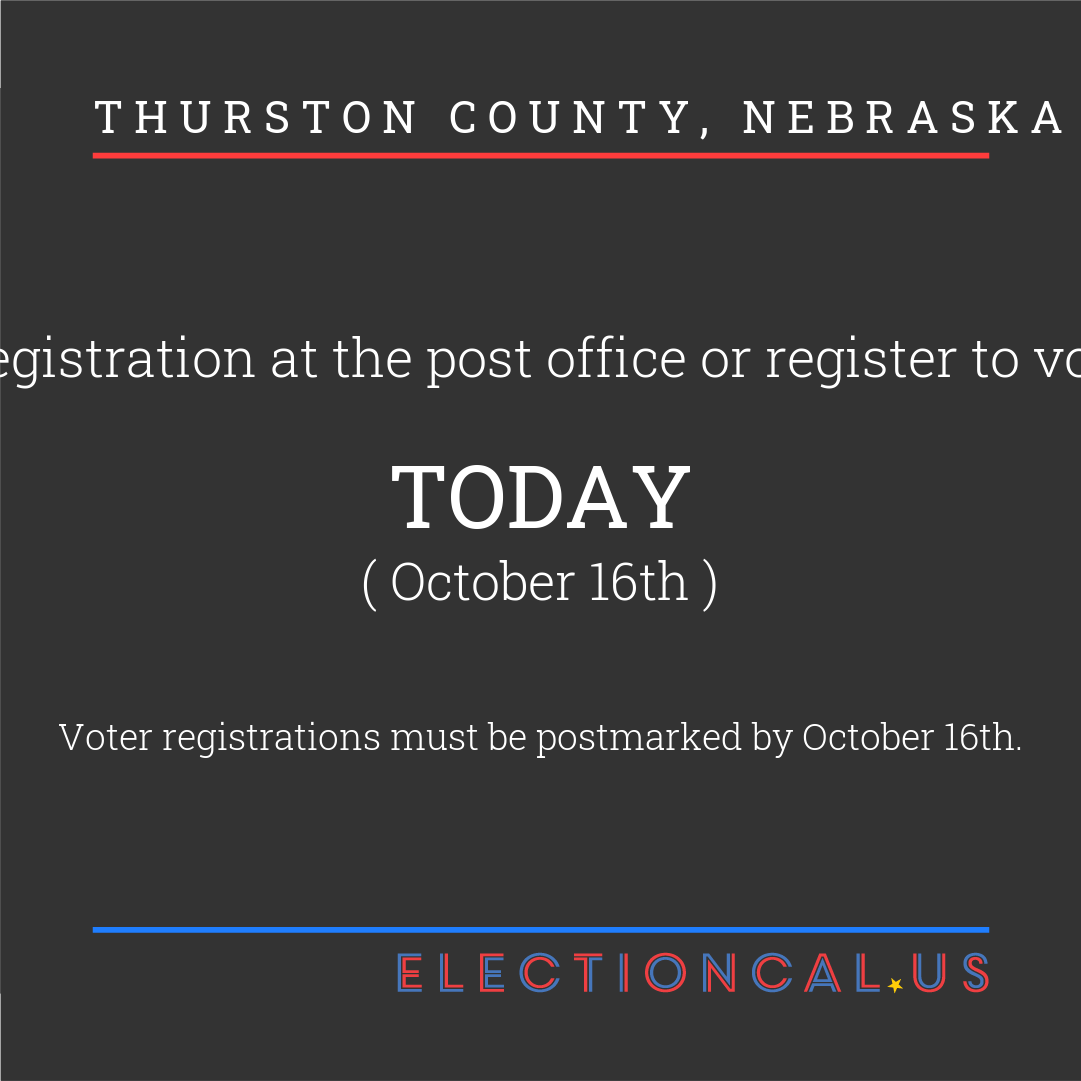 THURSTON COUNTY, NEBRASKA
egistration at the post office or register to vo
TODAY
( October 16th )
Voter registrations must be postmarked by October 16th.
ELECTIONCAL.US